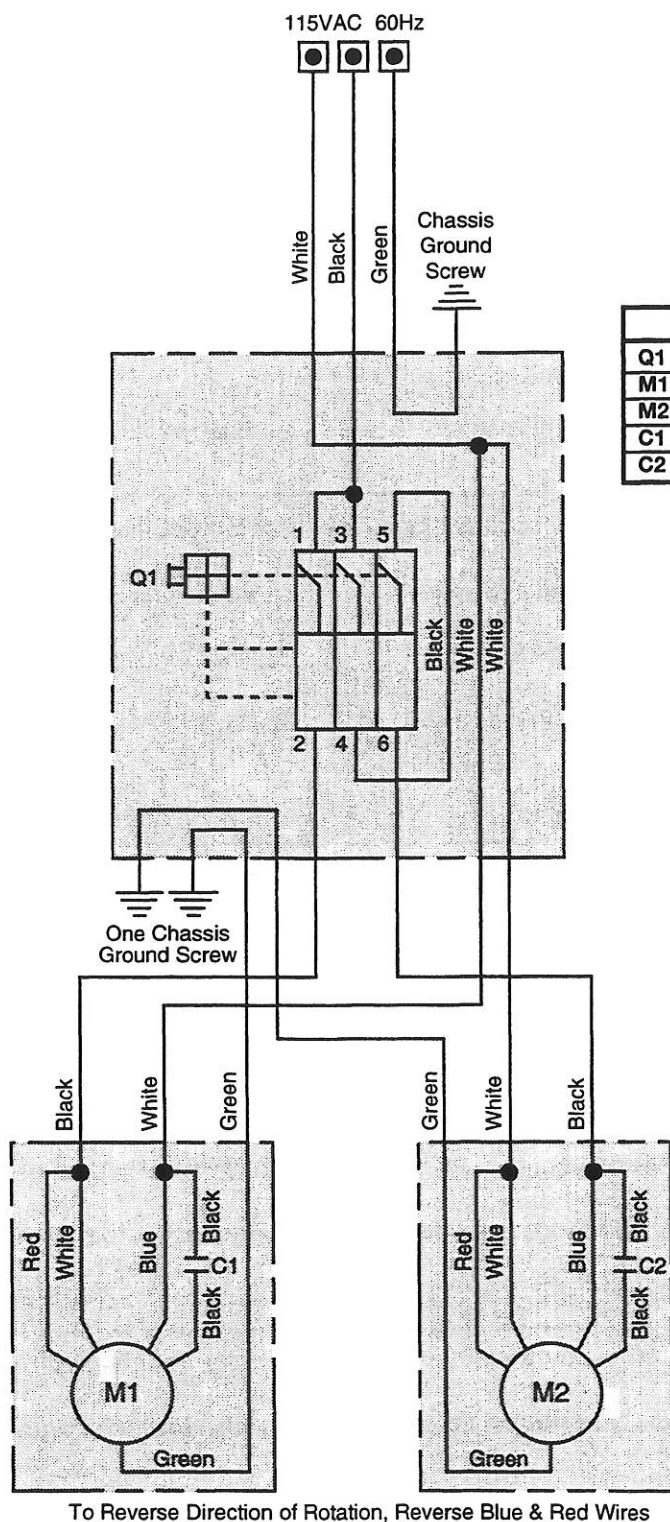 115VAC 60Hz
White
Black
Green
Chassis
Ground
Screw
Q1
M1
M2
C1
C2
1 3 5
Q1
Black
White
White
2 4 6
One Chassis
Ground Screw
Black
White
Green
Green
White
Black
Red
White
Blue
Black
C1
Black
M1
Green
Red
White
Blue
Black
C2
Black
M2
Green
To Reverse Direction of Rotation, Reverse Blue & Red Wires